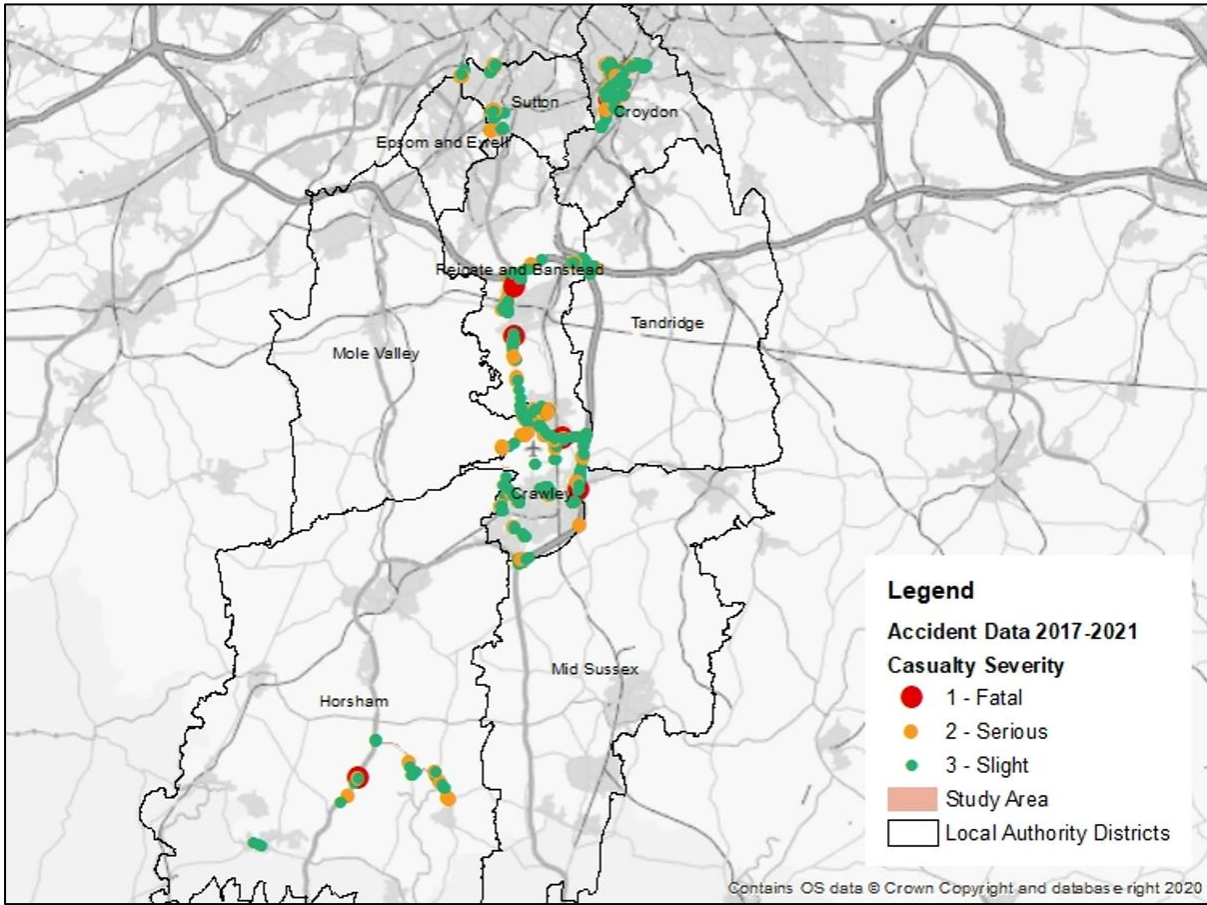 Sutton
Croydon
Epsom and Ewell
Reigate and Banstead
Tandridge
Mole Valley
Crawley
Mid Sussex
Horsham
Legend
Accident Data 2017-2021
Casualty Severity
1 - Fatal
2 - Serious
3 - Slight
Study Area
Local Authority Districts
Contains OS data © Crown Copyright and database right 2020